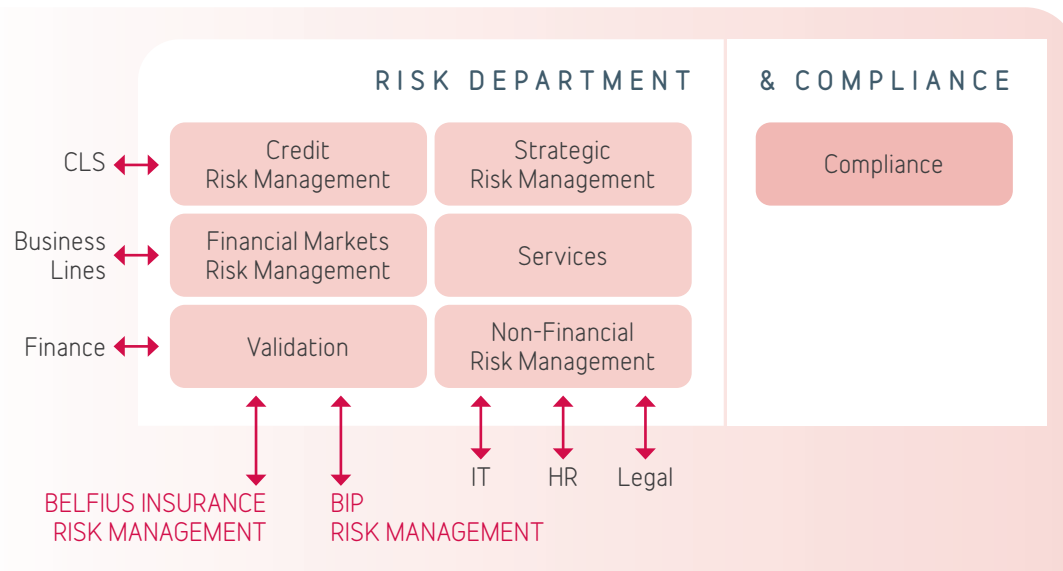 RISK DEPARTMENT
& COMPLIANCE
CLS
Credit
Risk Management
Strategic
Risk Management
Compliance
Business
Lines
Financial Markets
Risk Management
Services
Finance
Validation
Non-Financial
Risk Management
IT
HR
Legal
BELFIUS INSURANCE
RISK MANAGEMENT
BIP
RISK MANAGEMENT